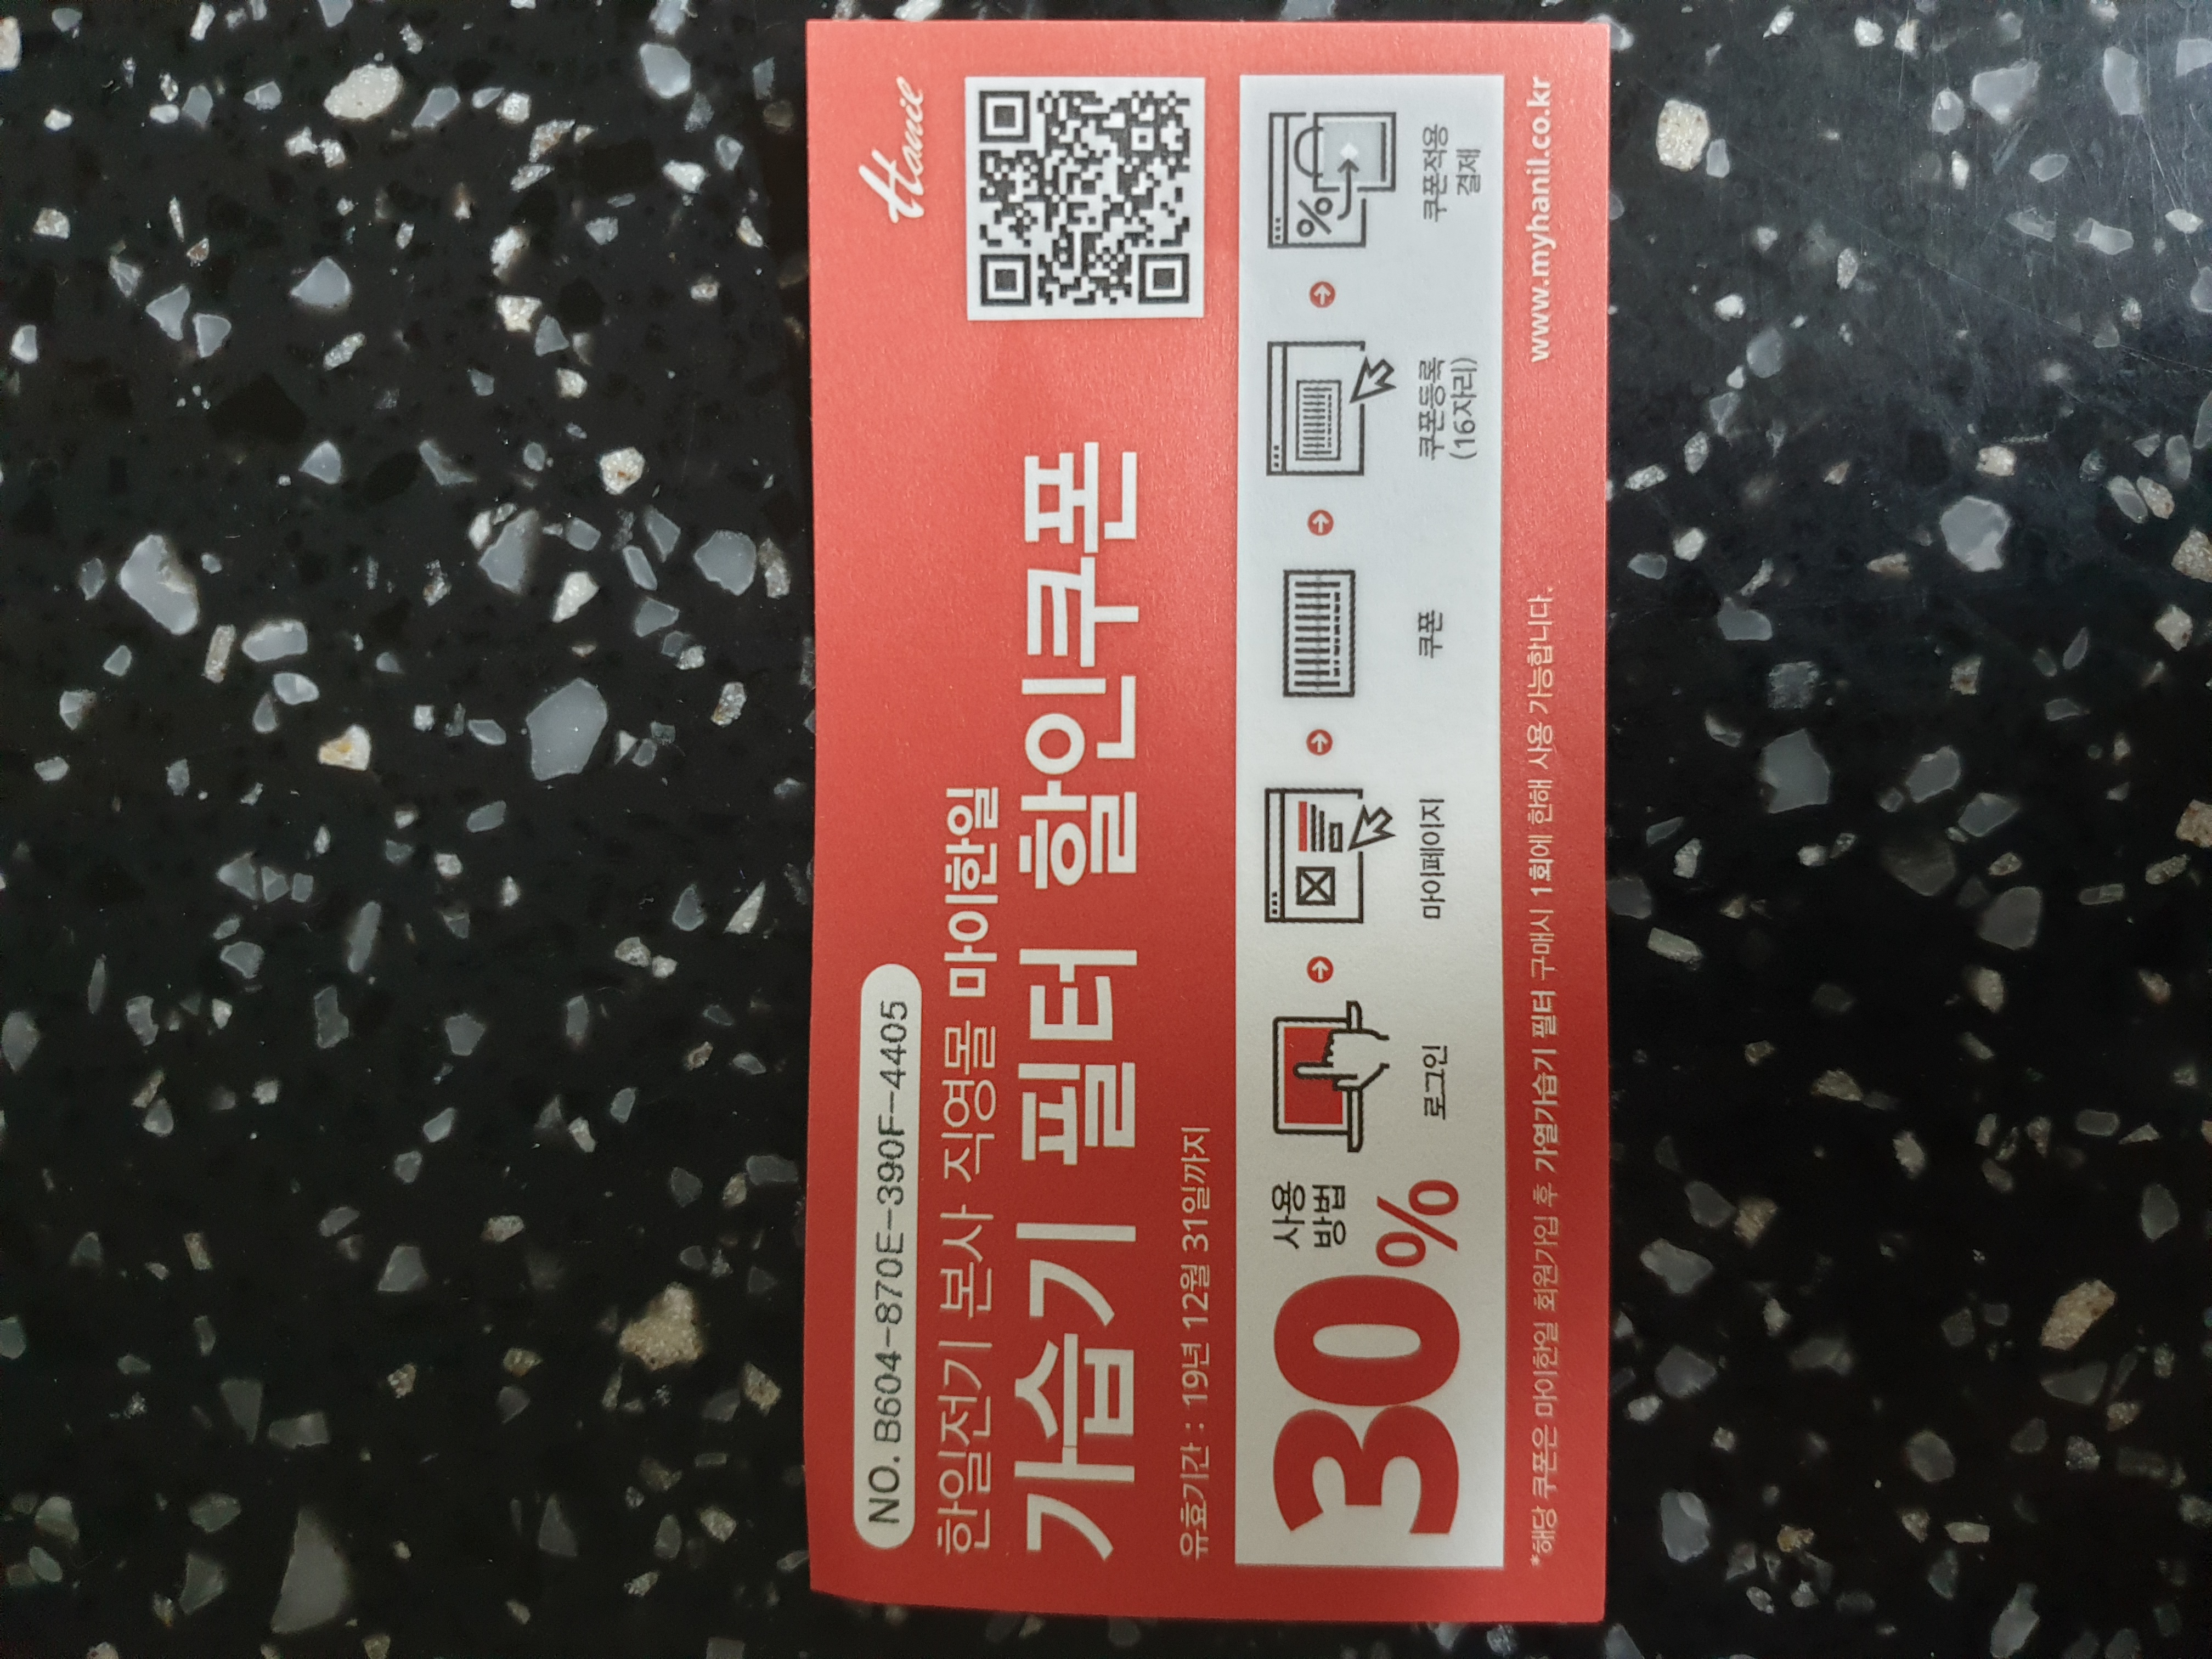 NO. B604-870E-390F-4405
Hanil
한일전기 본사 직영몰 마이한일
가습기 필터 할인쿠폰
유효기간 : 19년 12월 31일까지
30%
사용
방법
로그인
마이페이지
쿠폰
쿠폰등록
(16자리)
쿠폰적용
결제
*해당 쿠폰은 마이한일 회원가입 후 가열가습기 필터 구매시 1회에 한해 사용 가능합니다.
www.myhanil.co.kr